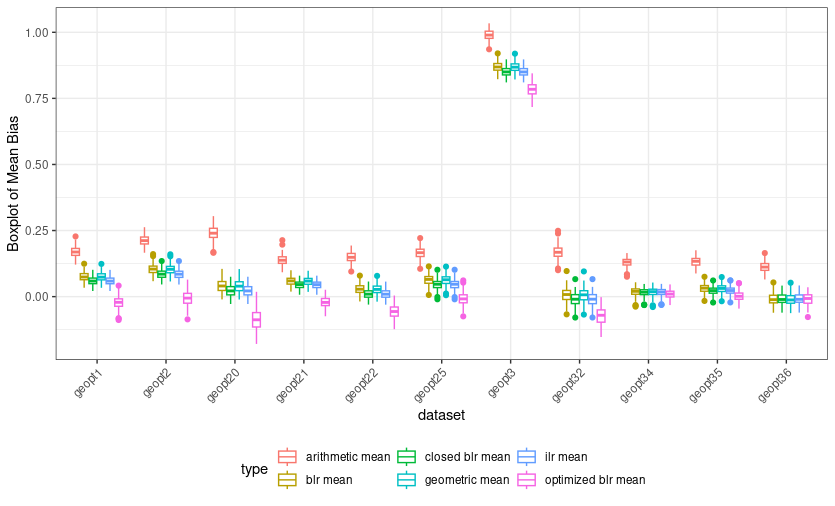 Boxplot of Mean Bias
1.00
0.75
0.50
0.25
0.00
geopt1
geopt2
geopt20
geopt21
geopt22
geopt25
geopt3
geopt32
geopt34
geopt35
geopt36
dataset
type
arithmetic mean
closed blr mean
ilr mean
blr mean
geometric mean
optimized blr mean